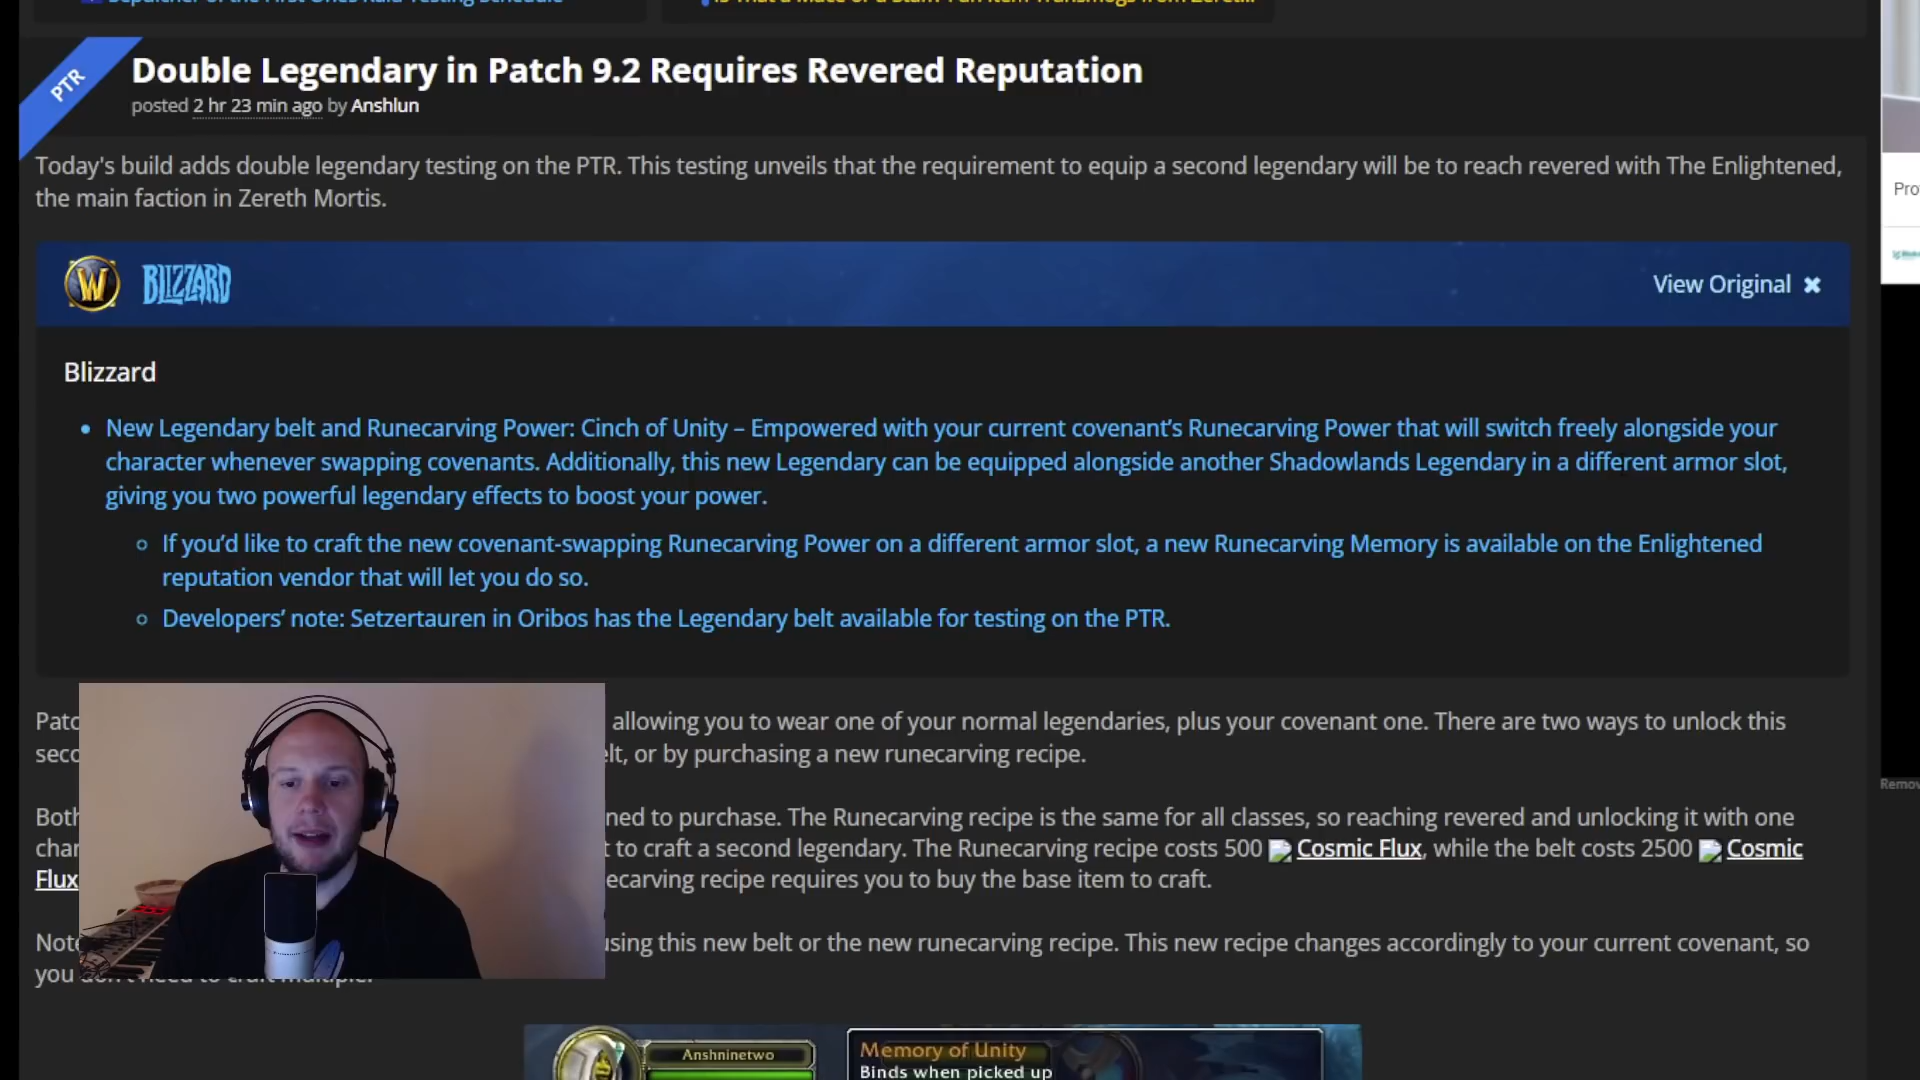 PTR
Double Legendary in Patch 9.2 Requires Revered Reputation
posted 2 hr 23 min ago by Anshlun
Today's build adds double legendary testing on the PTR. This testing unveils that the requirement to equip a second legendary will be to reach revered with The Enlightened,
the main faction in Zereth Mortis.
W BLIZZARD
View Original ✖
Blizzard
• New Legendary belt and Runecarving Power: Cinch of Unity – Empowered with your current covenant's Runecarving Power that will switch freely alongside your
character whenever swapping covenants. Additionally, this new Legendary can be equipped alongside another Shadowlands Legendary in a different armor slot,
giving you two powerful legendary effects to boost your power.
○ If you'd like to craft the new covenant-swapping Runecarving Power on a different armor slot, a new Runecarving Memory is available on the Enlightened
reputation vendor that will let you do so.
○ Developers' note: Setzertauren in Oribos has the Legendary belt available for testing on the PTR.
allowing you to wear one of your normal legendaries, plus your covenant one. There are two ways to unlock this
or by purchasing a new runecarving recipe.
Both
to purchase. The Runecarving recipe is the same for all classes, so reaching revered and unlocking it with one
to craft a second legendary. The Runecarving recipe costs 500 Cosmic Flux, while the belt costs 2500 Cosmic
Flux
recipe requires you to buy the base item to craft.
this new belt or the new runecarving recipe. This new recipe changes accordingly to your current covenant, so
you don't need to craft multiple.
Anshninetwo
Memory of Unity
Binds when picked up